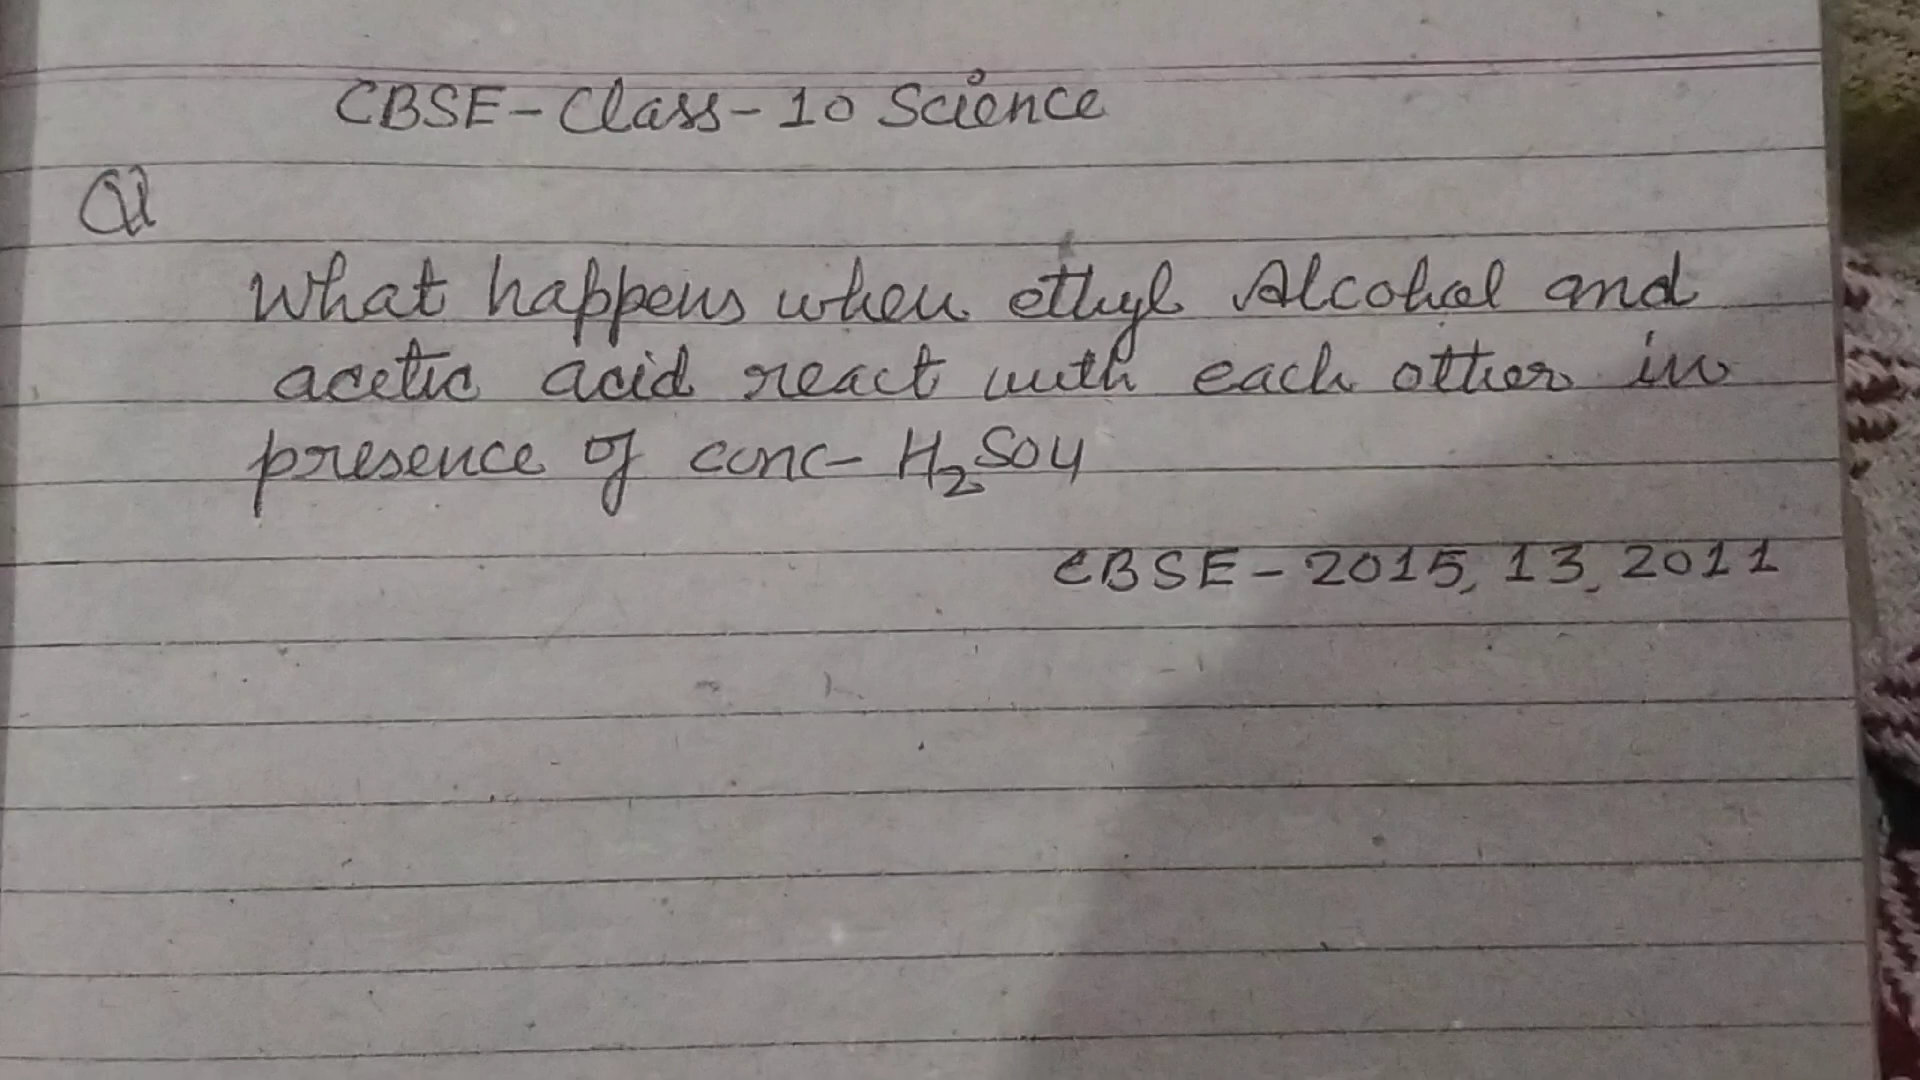 CBSE-Class-10 Science
Q1
What happens when ethyl Alcohol and
acetic acid react with each other in
presence of conc- H₂SO4
CBSE-2015, 13, 2011